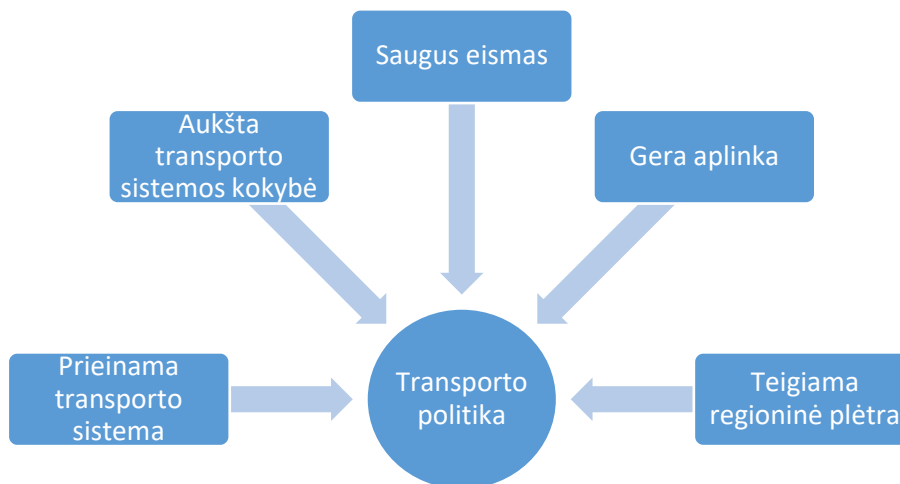 Saugus eismas
Aukšta
transporto
sistemos kokybė
Gera aplinka
Prieinama
transporto
sistema
Transporto
politika
Teigiama
regioninė plėtra